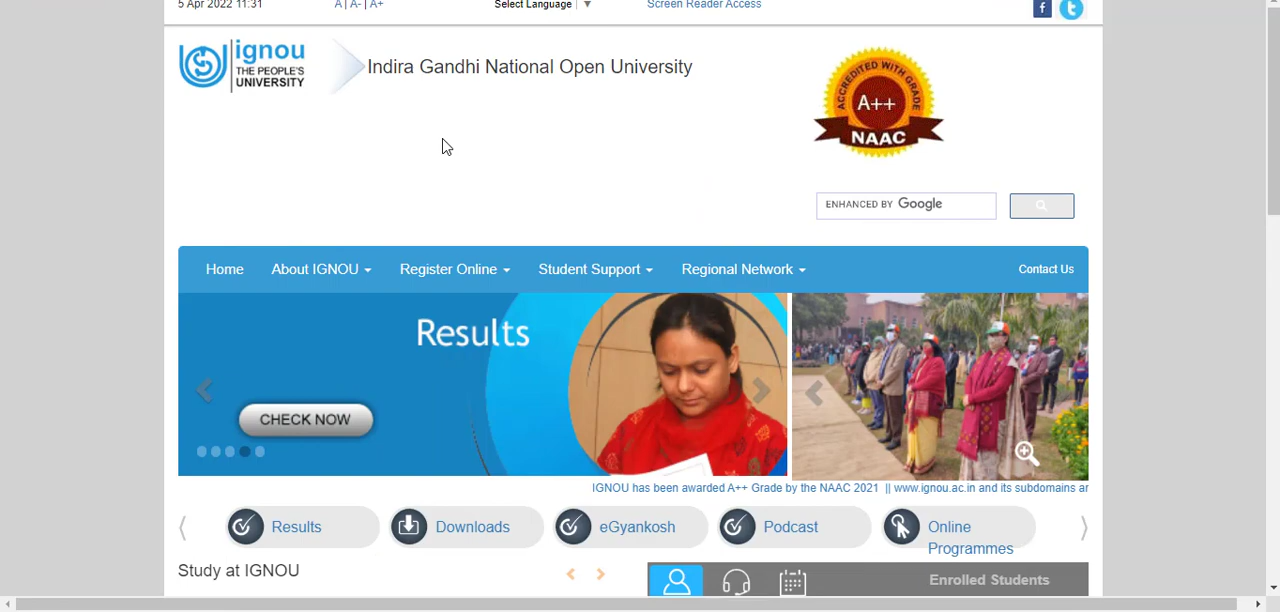 5 Apr 2022 11:31
A | A- | A+
Select Language ▼
Screen Reader Access
f
ignou
THE PEOPLE'S
UNIVERSITY
Indira Gandhi National Open University
ACCREDITED WITH GRADE
A++
NAAC
ENHANCED BY Google
Home
About IGNOU
Register Online
Student Support
Regional Network
Contact Us
Results
CHECK NOW
IGNOU has been awarded A++ Grade by the NAAC 2021 || www.ignou.ac.in and its subdomains ar
Results
Downloads
eGyankosh
Podcast
Online
Programmes
Study at IGNOU
Enrolled Students